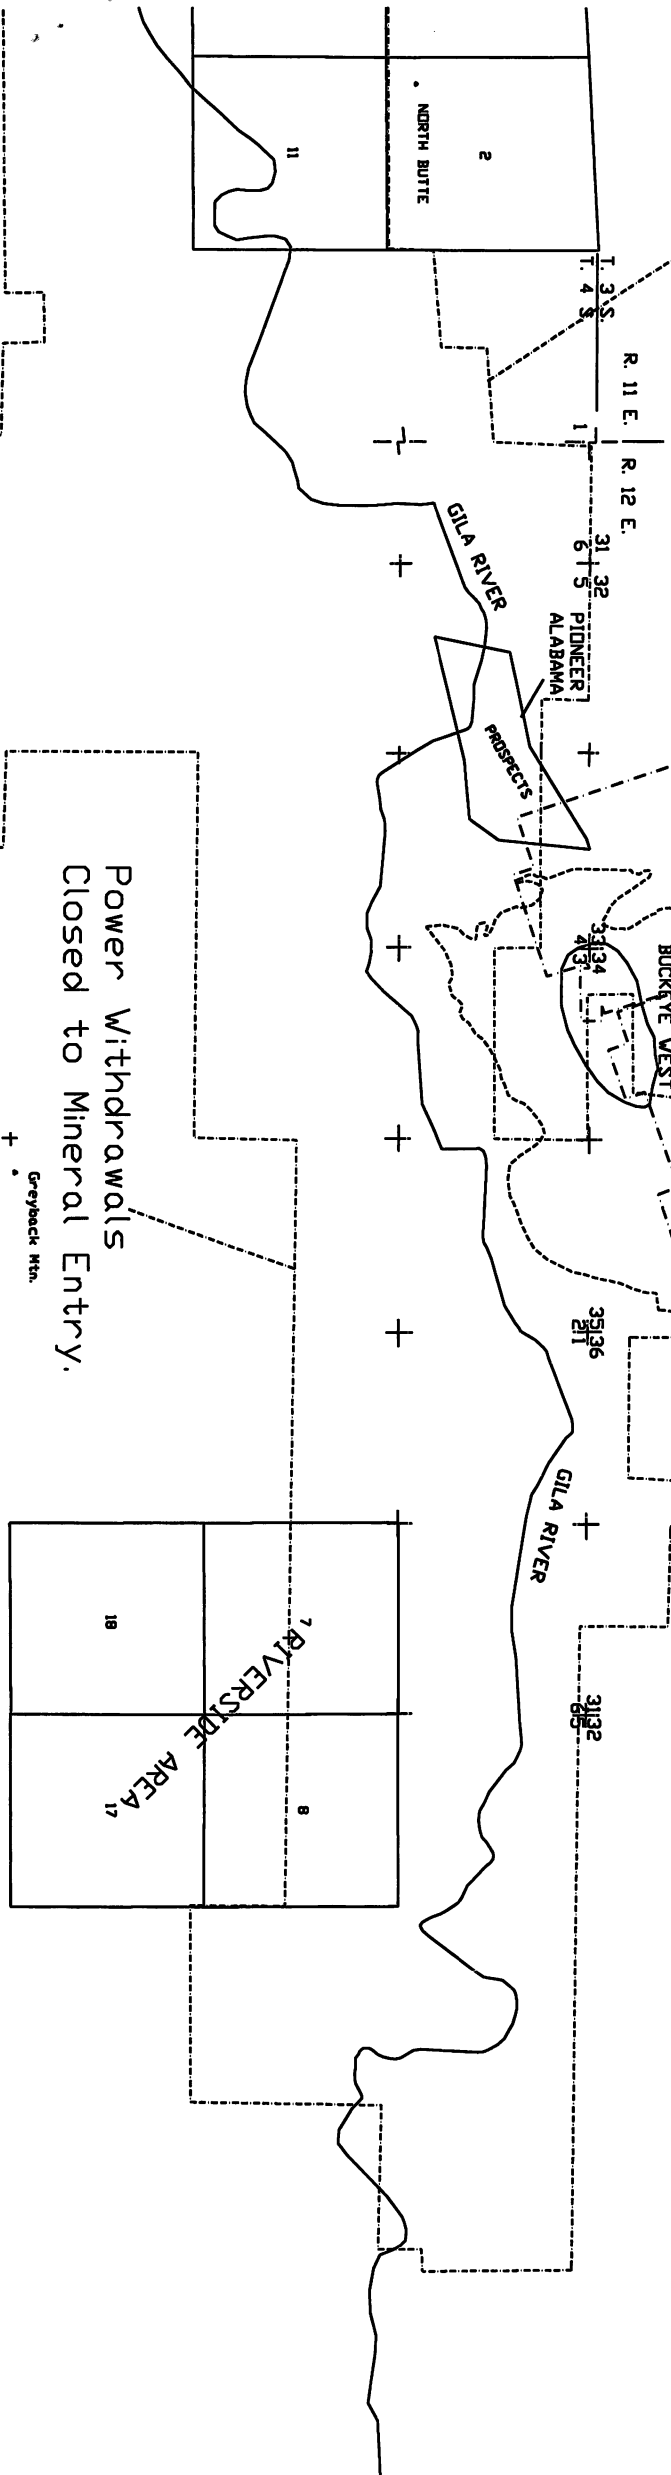 NORTH BUTTE
2
11
T. 3 S.
T. 4 S.
R. 11 E.
R. 12 E.
1
31
32
6
5
GILA RIVER
PIONEER
ALABAMA
PROSPECTS
33 34
4 3
BUCKEYE WEST
Power Withdrawals
Closed to Mineral Entry.
Greyback Mtn.
35 36
2 1
GILA RIVER
31 32
6 5
7
8
18
17
RIVERSIDE AREA